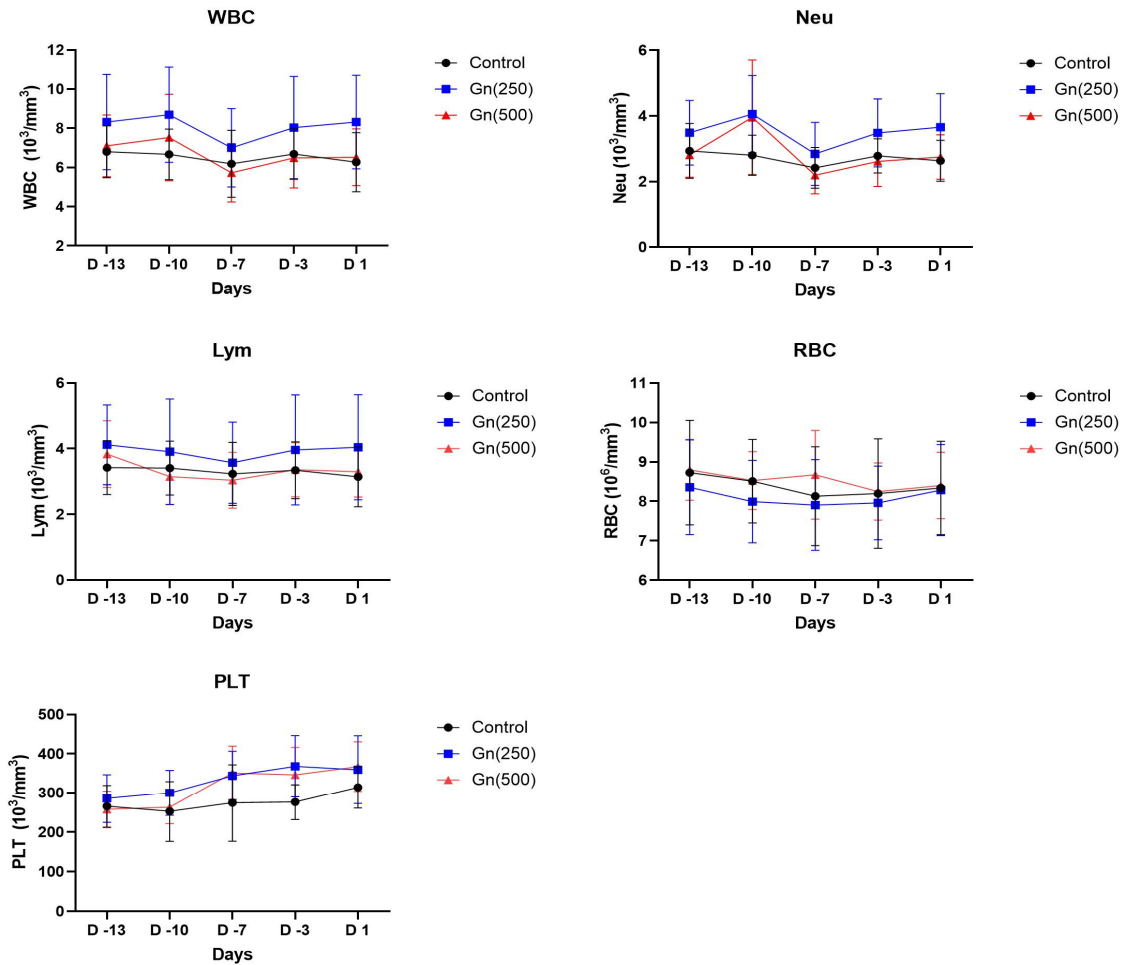 WBC
WBC (10³/mm³)
12
10
8
6
4
2
D -13 D -10 D -7 D -3 D 1
Days
Control
Gn(250)
Gn(500)
Neu
Neu (10³/mm³)
6
4
2
0
D -13 D -10 D -7 D -3 D 1
Days
Control
Gn(250)
Gn(500)
Lym
Lym (10³/mm³)
6
4
2
0
D -13 D -10 D -7 D -3 D 1
Days
Control
Gn(250)
Gn(500)
RBC
RBC (10⁶/mm³)
11
10
9
8
7
6
D -13 D -10 D -7 D -3 D 1
Days
Control
Gn(250)
Gn(500)
PLT
PLT (10³/mm³)
500
400
300
200
100
0
D -13 D -10 D -7 D -3 D 1
Days
Control
Gn(250)
Gn(500)